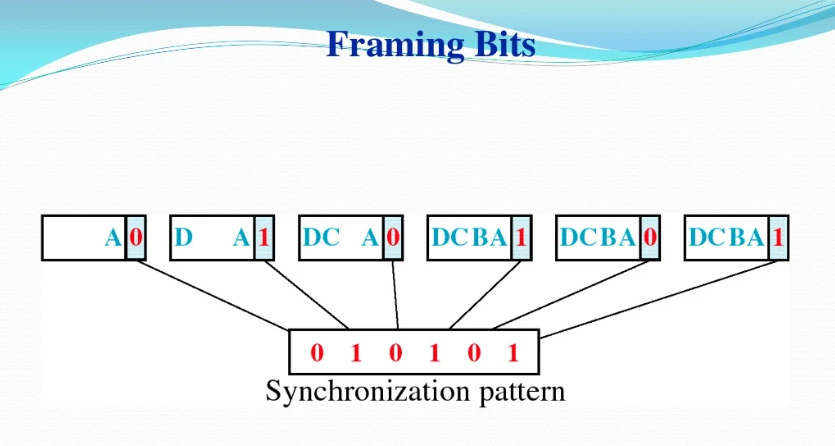 Framing Bits
A 0 D A 1 DC A 0 DCBA 1 DCBA 0 DCBA 1
0 1 0 1 0 1
Synchronization pattern